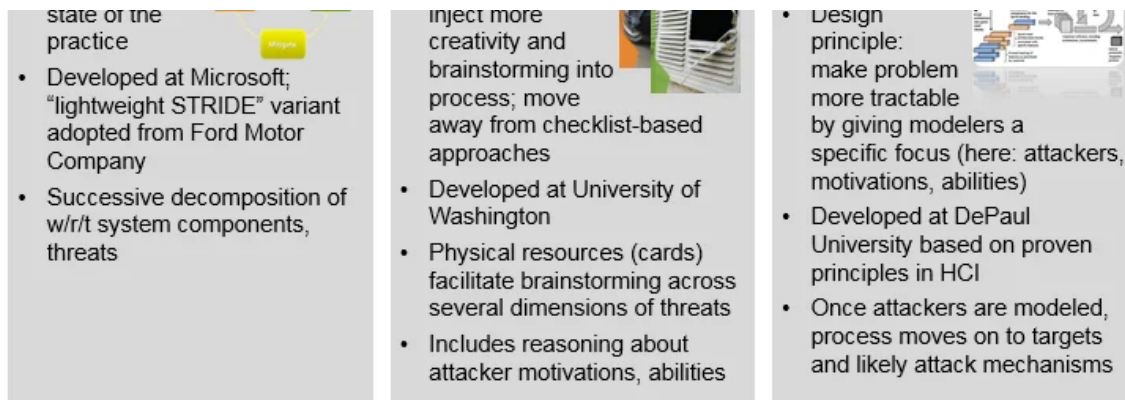 state of the
practice
Mitigate
• Developed at Microsoft;
“lightweight STRIDE” variant
adopted from Ford Motor
Company
• Successive decomposition of
w/r/t system components,
threats
inject more
creativity and
brainstorming into
process; move
away from checklist-based
approaches
• Developed at University of
Washington
• Physical resources (cards)
facilitate brainstorming across
several dimensions of threats
• Includes reasoning about
attacker motivations, abilities
• Design
principle:
make problem
more tractable
by giving modelers a
specific focus (here: attackers,
motivations, abilities)
• Developed at DePaul
University based on proven
principles in HCI
• Once attackers are modeled,
process moves on to targets
and likely attack mechanisms